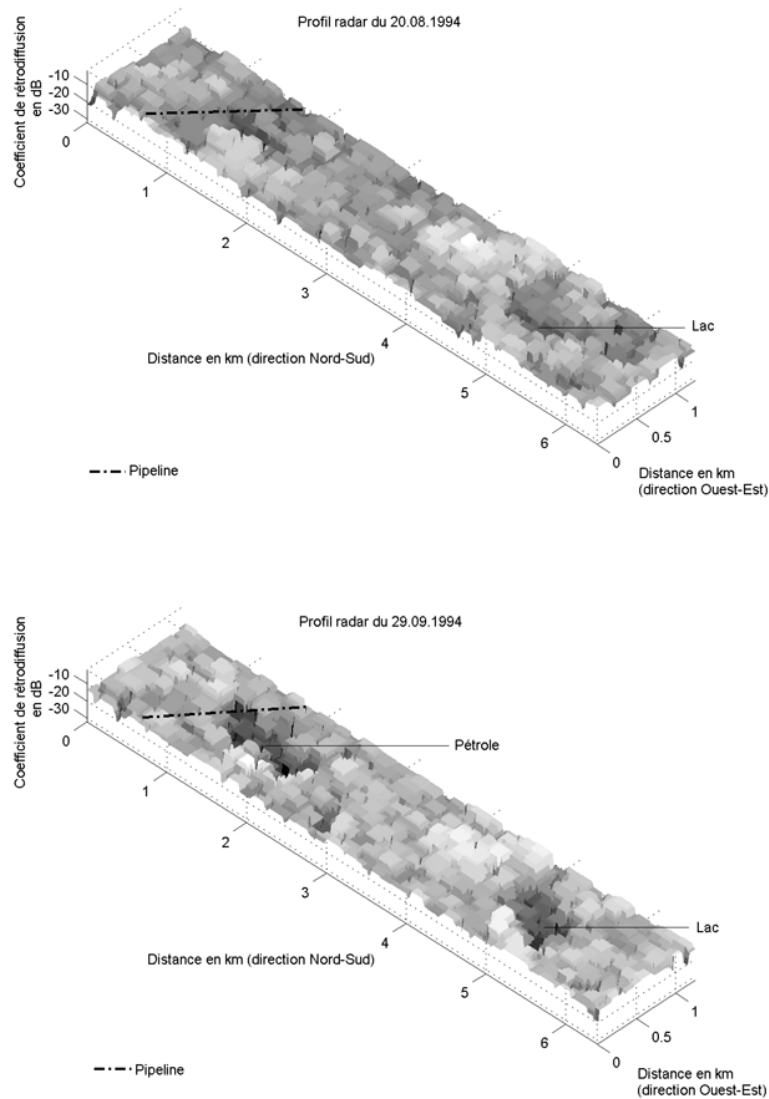 Profil radar du 20.08.1994
Coefficient de rétrodiffusion
en dB
-10
-20
-30
0
1
2
3
4
5
6
Lac
1
0.5
0
Distance en km (direction Nord-Sud)
Distance en km
(direction Ouest-Est)
Pipeline
Profil radar du 29.09.1994
Coefficient de rétrodiffusion
en dB
-10
-20
-30
0
1
2
3
4
5
6
Pétrole
Lac
1
0.5
0
Distance en km (direction Nord-Sud)
Distance en km
(direction Ouest-Est)
Pipeline